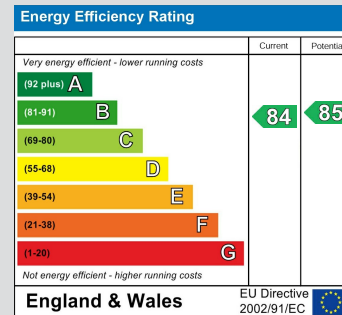 Energy Efficiency Rating
Current Potentia
Very energy efficient - lower running costs
(92 plus) A
(81-91) B
84 85
(69-80) C
(55-68) D
(39-54) E
(21-38) F
(1-20) G
Not energy efficient - higher running costs
England & Wales
EU Directive
2002/91/EC